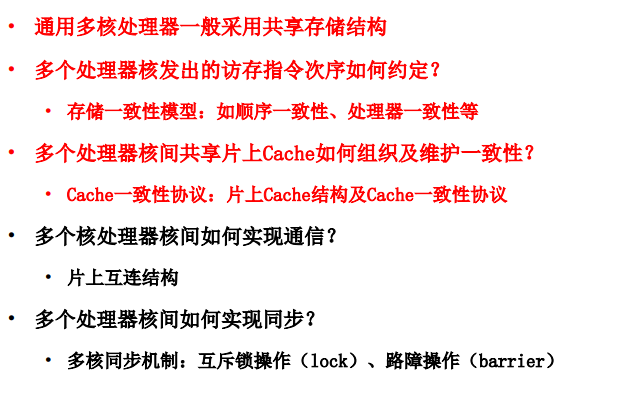 • 通用多核处理器一般采用共享存储结构
• 多个处理器核发出的访存指令次序如何约定？
• 存储一致性模型：如顺序一致性、处理器一致性等
• 多个处理器核间共享片上Cache如何组织及维护一致性？
• Cache一致性协议：片上Cache结构及Cache一致性协议
• 多个核处理器核间如何实现通信？
• 片上互连结构
• 多个处理器核间如何实现同步？
• 多核同步机制：互斥锁操作（lock）、路障操作（barrier）